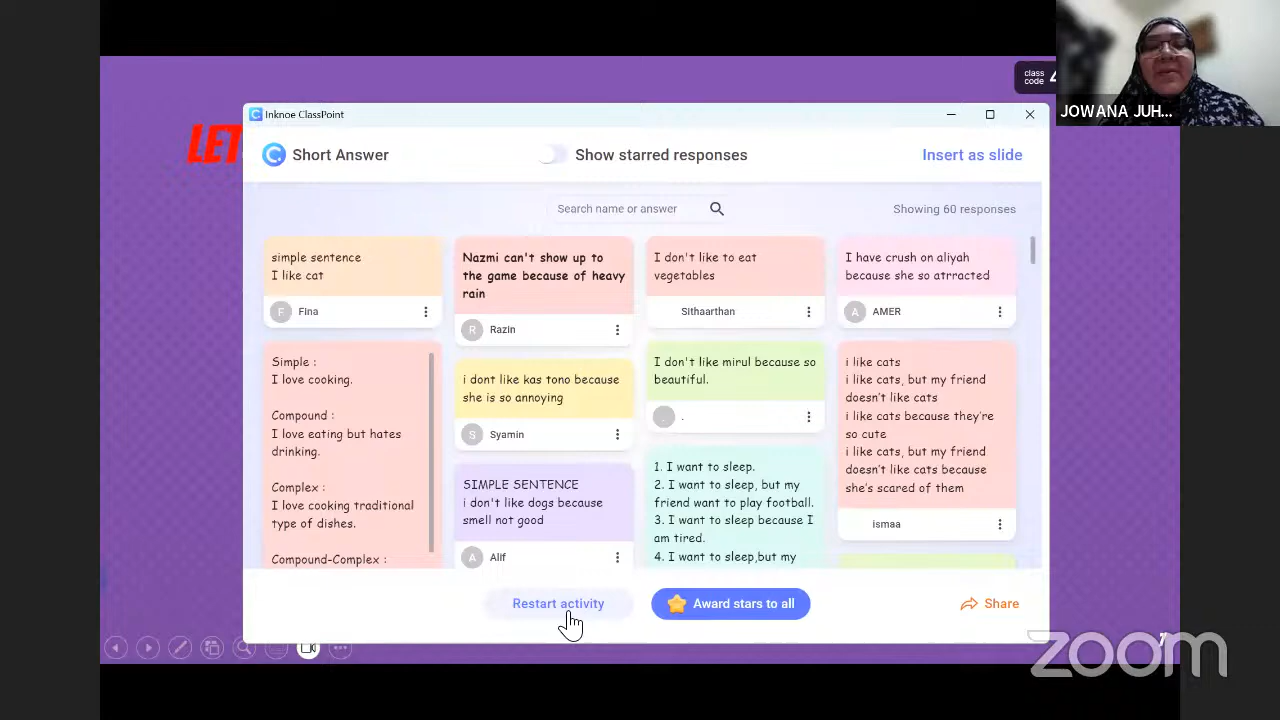 class
code
JOWANA JUH...
LET
Inknoe ClassPoint
Short Answer
Show starred responses
Insert as slide
Search name or answer
Showing 60 responses
simple sentence
I like cat
F
Fina
Nazmi can't show up to
the game because of heavy
rain
R
Razin
I don't like to eat
vegetables
SIthaarthan
I have crush on aliyah
because she so atrracted
A
AMER
Simple :
I love cooking.
Compound :
I love eating but hates
drinking.
Complex :
I love cooking traditional
type of dishes.
Compound-Complex :
i dont like kas tono because
she is so annoying
S
Syamin
SIMPLE SENTENCE
i don't like dogs because
smell not good
A
Alif
I don't like mirul because so
beautiful.
.
.
1. I want to sleep.
2. I want to sleep, but my
friend want to play football.
3. I want to sleep because I
am tired.
4. I want to sleep,but my
i like cats
i like cats, but my friend
doesn't like cats
i like cats because they're
so cute
i like cats, but my friend
doesn't like cats because
she's scared of them
ismaa
Restart activity
Award stars to all
Share
zoom